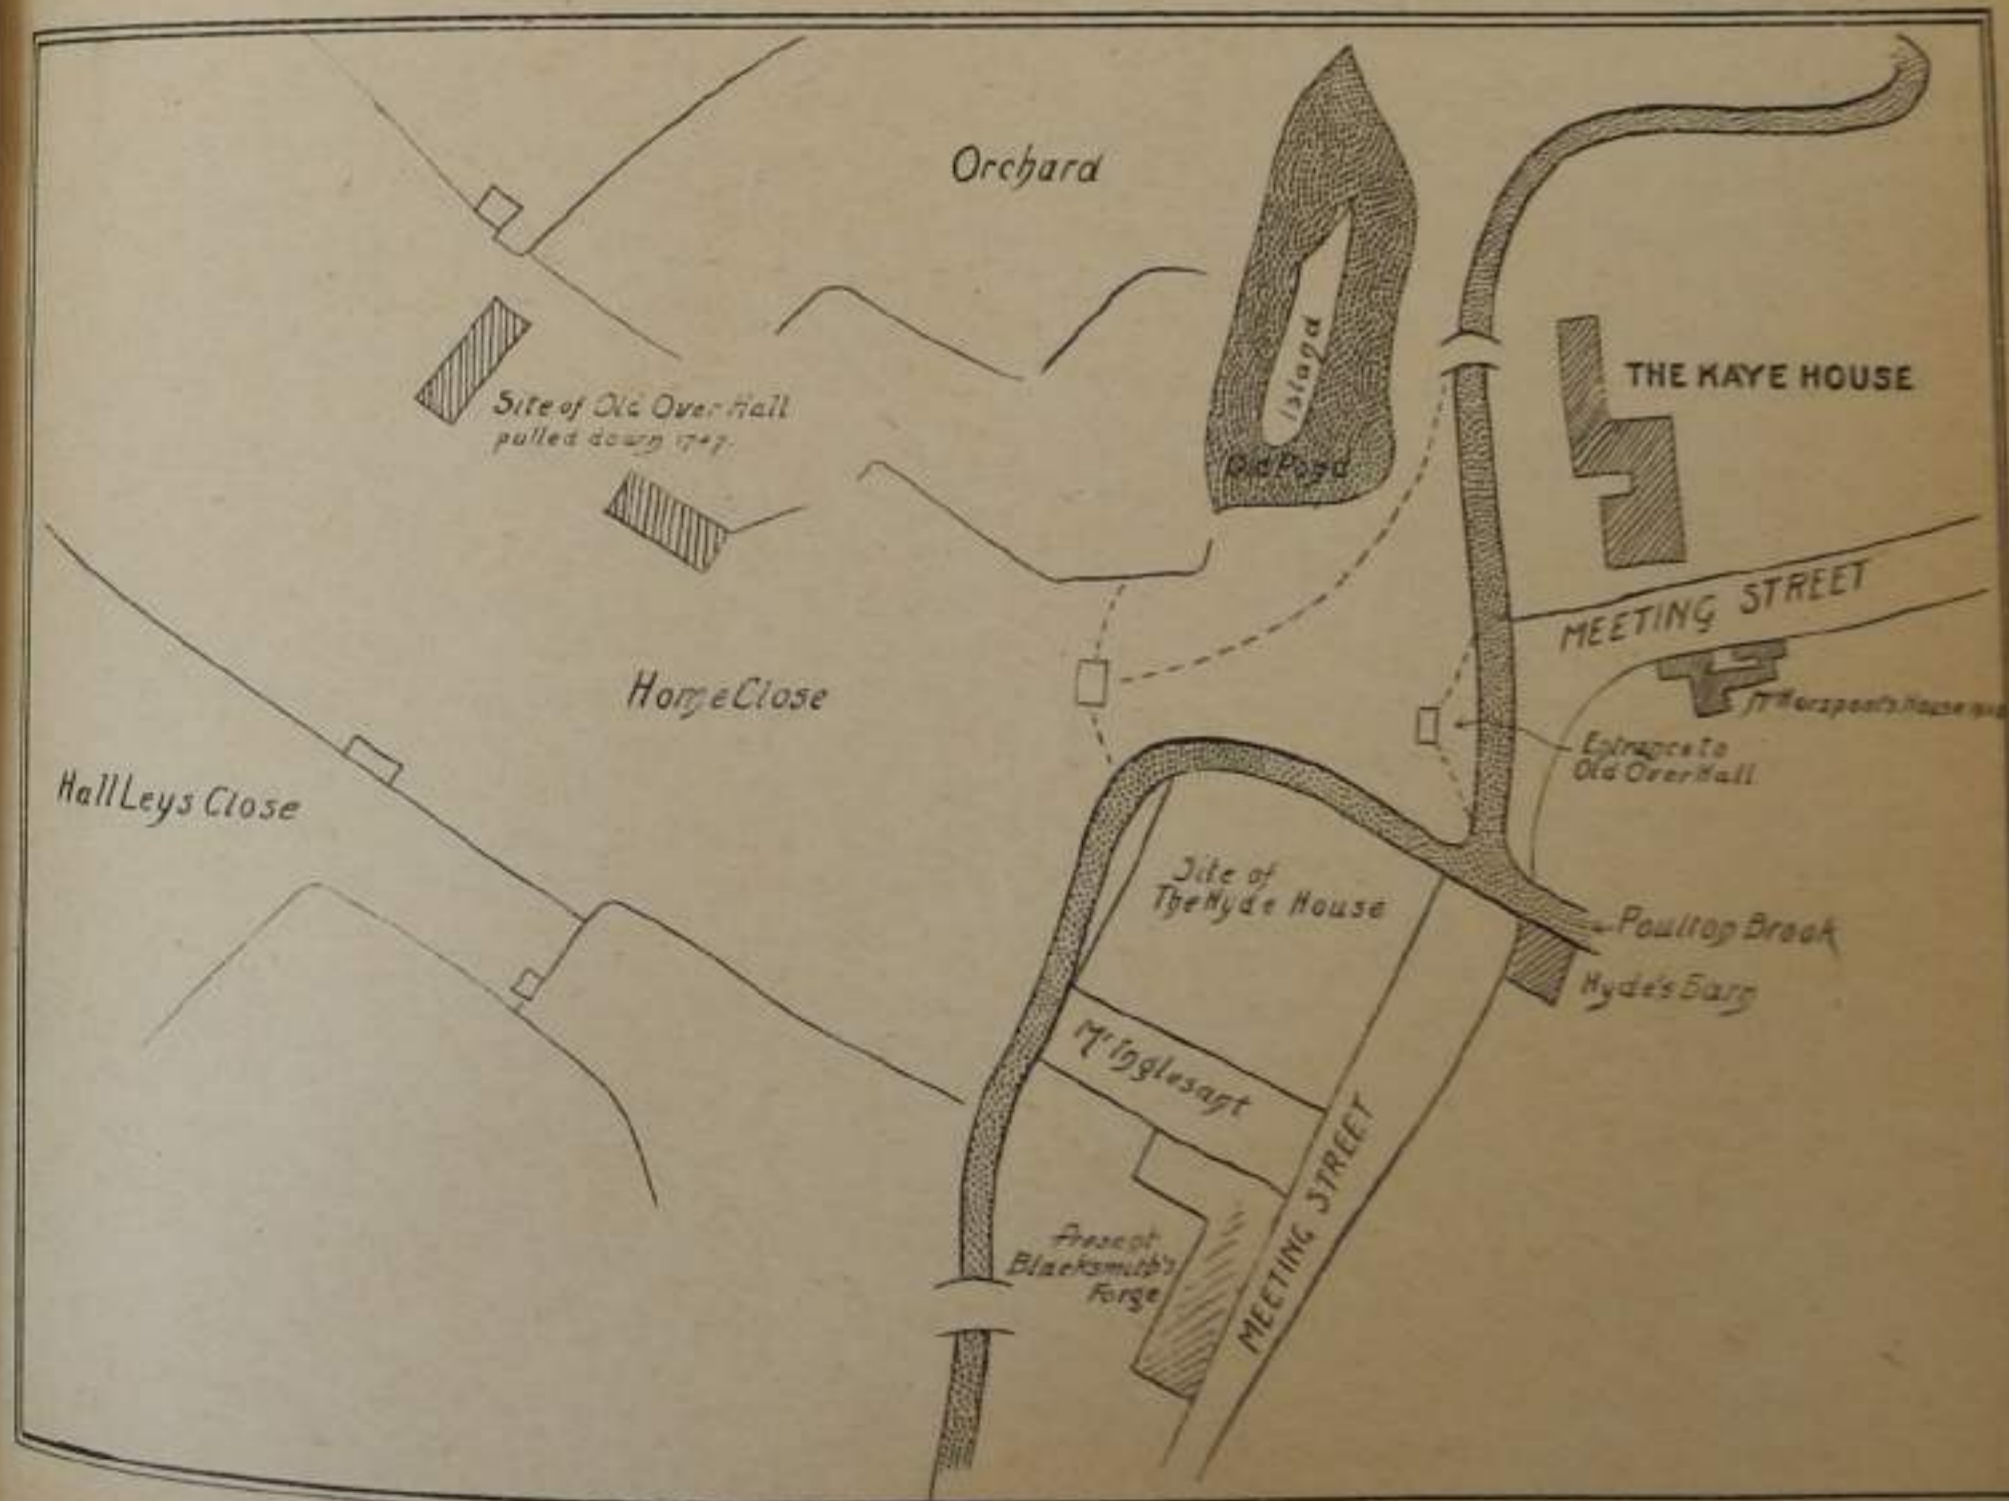 Orchard
Island
Old Pond
THE KAYE HOUSE
Site of Old Over Hall
pulled down 1747.
MEETING STREET
Home Close
Horspool's House
Entrance to
Old Over Hall
Hall Leys Close
Site of
The Hyde House
Poulton Brook
Hyde's Barn
Mr Inglesant
MEETING STREET
Present
Blacksmith's
Forge